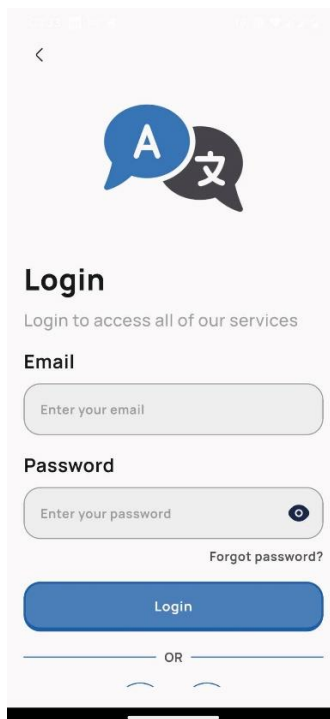 A 文
Login
Login to access all of our services
Email
Enter your email
Password
Enter your password
Forgot password?
Login
OR